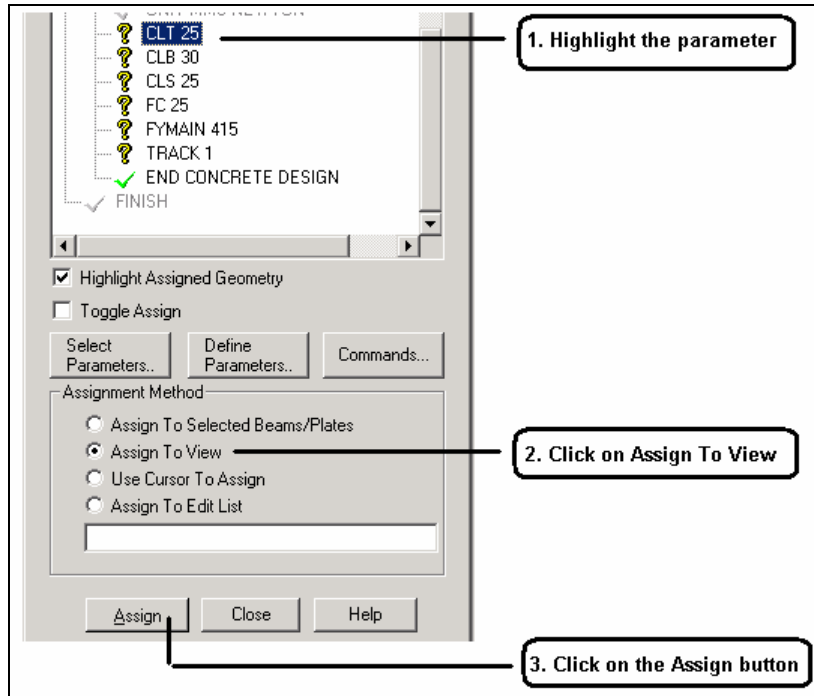 UNIT MMS NEWTON
CLT 25
1. Highlight the parameter
CLB 30
CLS 25
FC 25
FYMAIN 415
TRACK 1
END CONCRETE DESIGN
FINISH
Highlight Assigned Geometry
Toggle Assign
Select Parameters..
Define Parameters..
Commands...
Assignment Method
Assign To Selected Beams/Plates
Assign To View
2. Click on Assign To View
Use Cursor To Assign
Assign To Edit List
Assign
Close
Help
3. Click on the Assign button